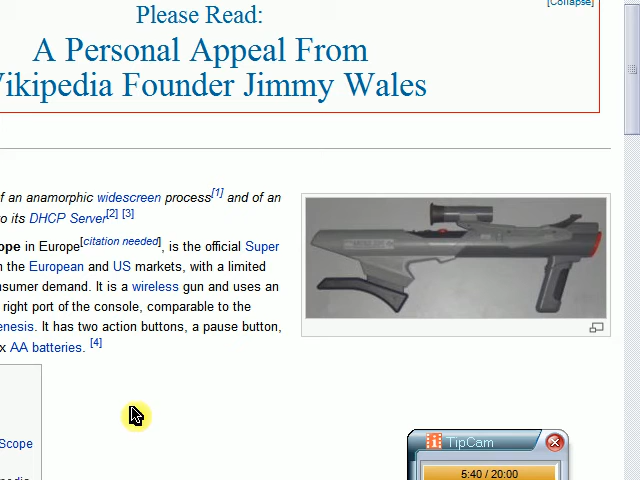 [Collapse]
Please Read:
A Personal Appeal From
Wikipedia Founder Jimmy Wales
f an anamorphic widescreen process[1] and of an
o its DHCP Server[2] [3]
ope in Europe[citation needed], is the official Super
n the European and US markets, with a limited
nsumer demand. It is a wireless gun and uses an
right port of the console, comparable to the
enesis. It has two action buttons, a pause button,
x AA batteries. [4]
Scope
TipCam
5:40 / 20:00